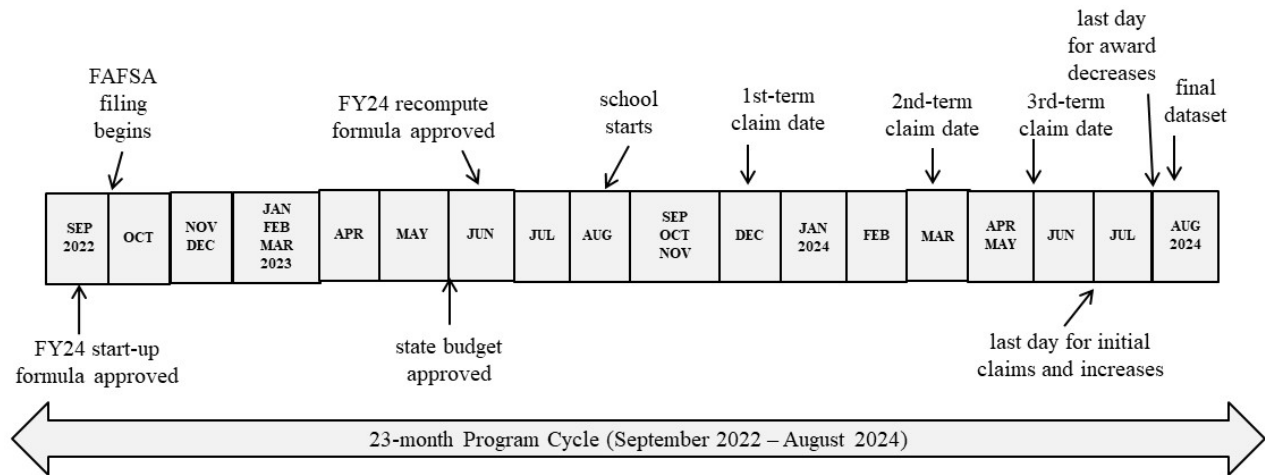 last day
for award
decreases
FAFSA
filing
begins
FY24 recompute
formula approved
school
starts
1st-term
claim date
2nd-term
claim date
3rd-term
claim date
final
dataset
SEP
2022
OCT
NOV
DEC
JAN
FEB
MAR
2023
APR
MAY
JUN
JUL
AUG
SEP
OCT
NOV
DEC
JAN
2024
FEB
MAR
APR
MAY
JUN
JUL
AUG
2024
FY24 start-up
formula approved
state budget
approved
last day for initial
claims and increases
23-month Program Cycle (September 2022 – August 2024)